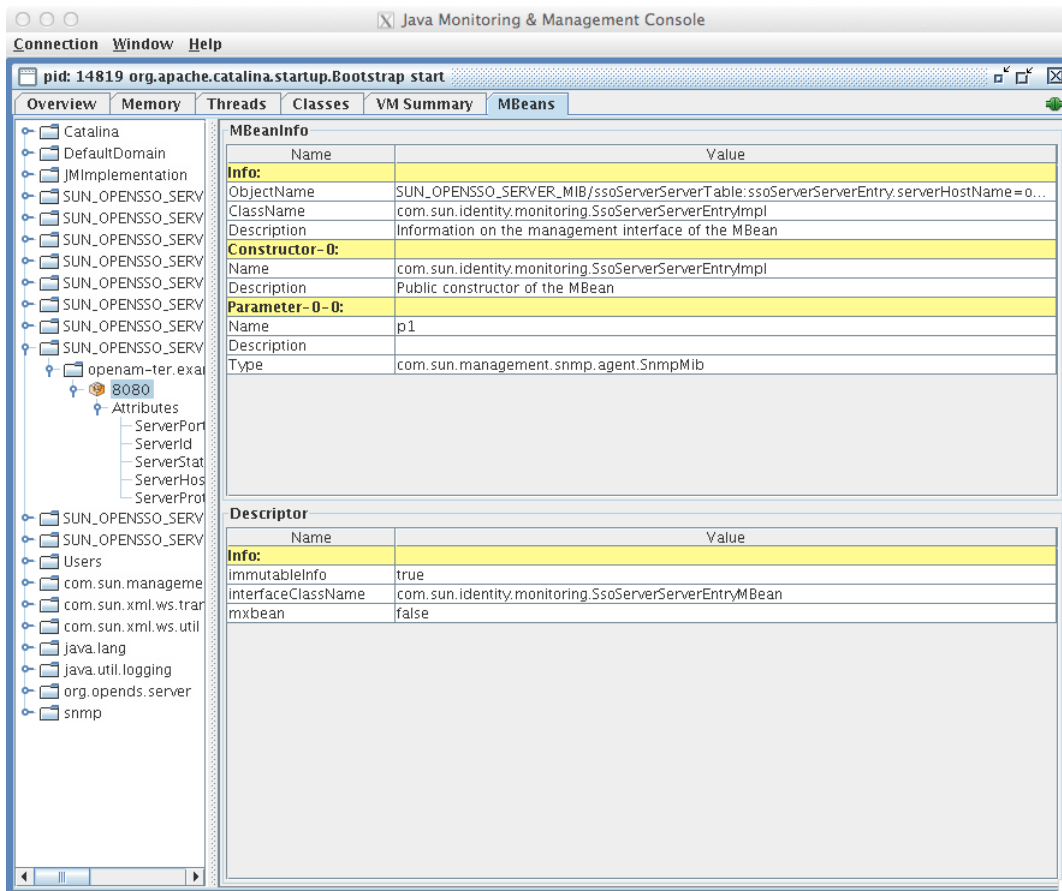 Java Monitoring & Management Console
Connection Window Help
pid: 14819 org.apache.catalina.startup.Bootstrap start
Overview Memory Threads Classes VM Summary MBeans
Catalina
DefaultDomain
JMImplementation
SUN_OPENSSO_SERV
SUN_OPENSSO_SERV
SUN_OPENSSO_SERV
SUN_OPENSSO_SERV
SUN_OPENSSO_SERV
SUN_OPENSSO_SERV
SUN_OPENSSO_SERV
SUN_OPENSSO_SERV
openam-ter.exai
8080
Attributes
ServerPort
ServerId
ServerStat
ServerHos
ServerProt
SUN_OPENSSO_SERV
SUN_OPENSSO_SERV
Users
com.sun.manageme
com.sun.xml.ws.trar
com.sun.xml.ws.util
java.lang
java.util.logging
org.opends.server
snmp
MBeanInfo
Name Value
Info:
ObjectName SUN_OPENSSO_SERVER_MIB/ssoServerServerTable:ssoServerServerEntry.serverHostName=o...
ClassName com.sun.identity.monitoring.SsoServerServerEntryImpl
Description Information on the management interface of the MBean
Constructor-0:
Name com.sun.identity.monitoring.SsoServerServerEntryImpl
Description Public constructor of the MBean
Parameter-0-0:
Name p1
Description
Type com.sun.management.snmp.agent.SnmpMib
Descriptor
Name Value
Info:
immutableInfo true
interfaceClassName com.sun.identity.monitoring.SsoServerServerEntryMBean
mxbean false